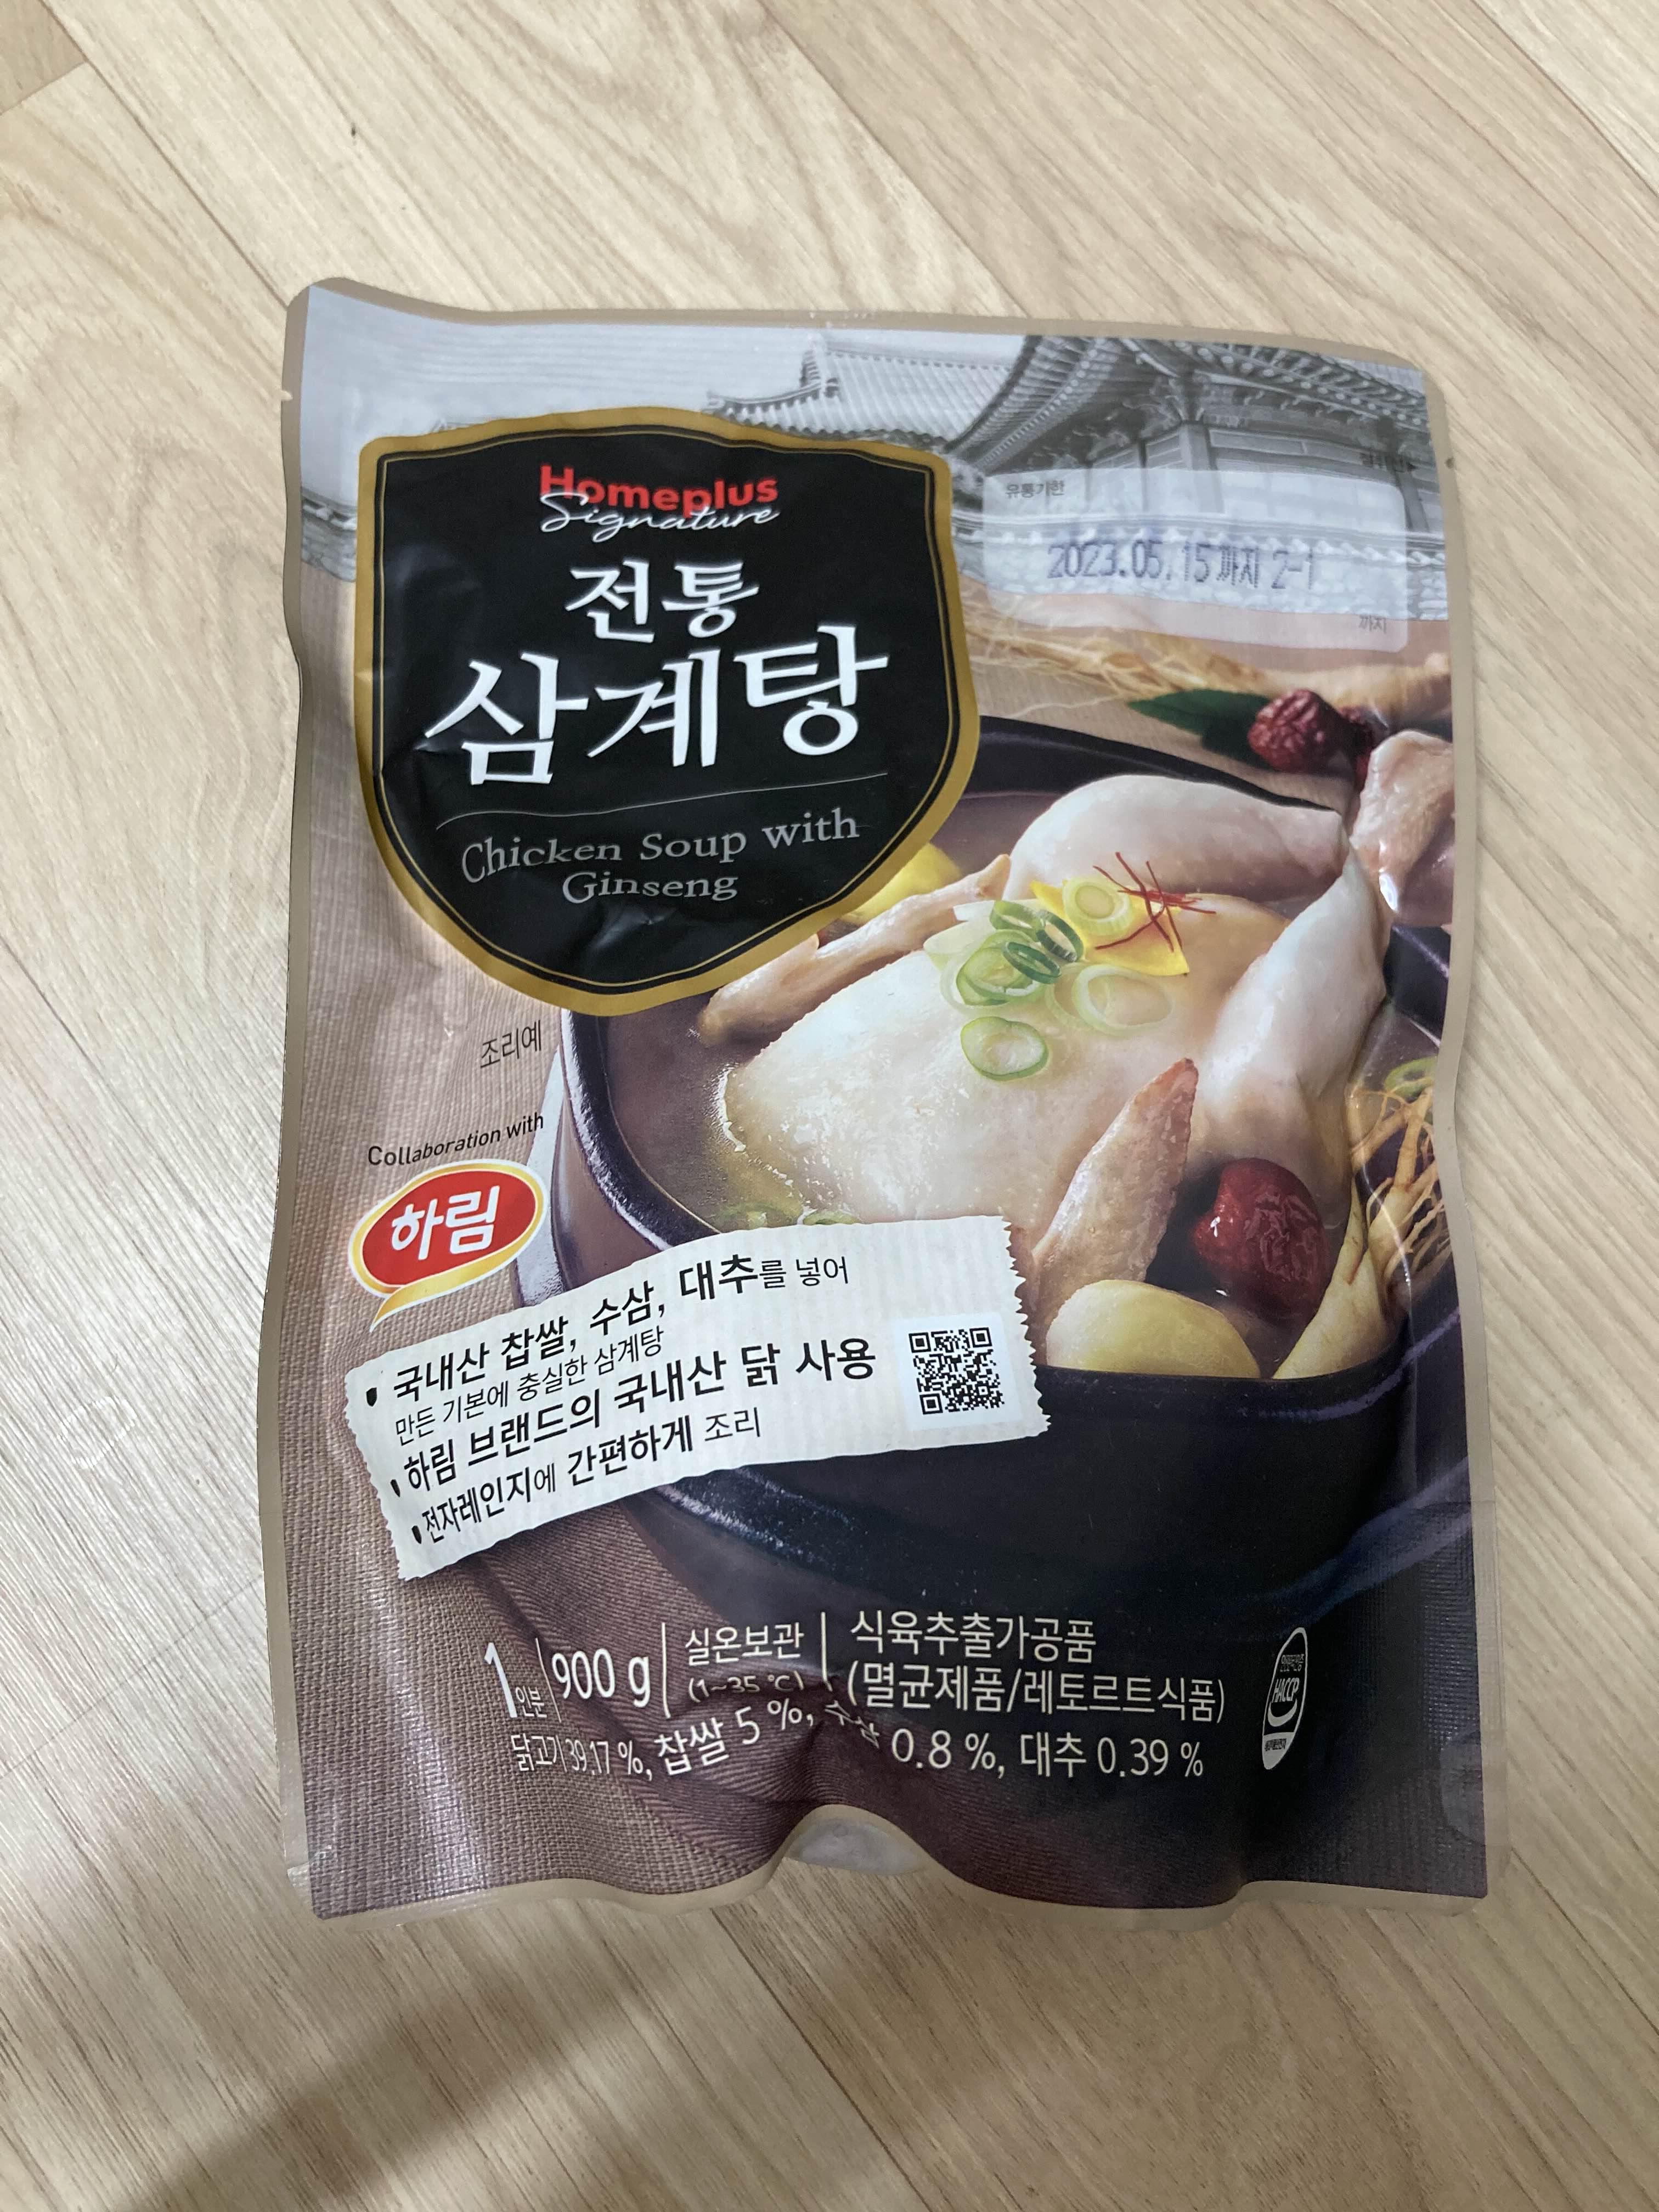 Homeplus
Signature
전통
삼계탕
Chicken Soup with
Ginseng
유통기한
2023.05.15까지 2-1
까지
조리예
Collaboration with
하림
• 국내산 찹쌀, 수삼, 대추를 넣어
만든 기본에 충실한 삼계탕
• 하림 브랜드의 국내산 닭 사용
• 전자레인지에 간편하게 조리
1인분
900 g
실온보관
(1~35 ℃)
식육추출가공품
(멸균제품/레토르트식품)
닭고기 39.17 %, 찹쌀 5 %, 수삼 0.8 %, 대추 0.39 %
HACCP